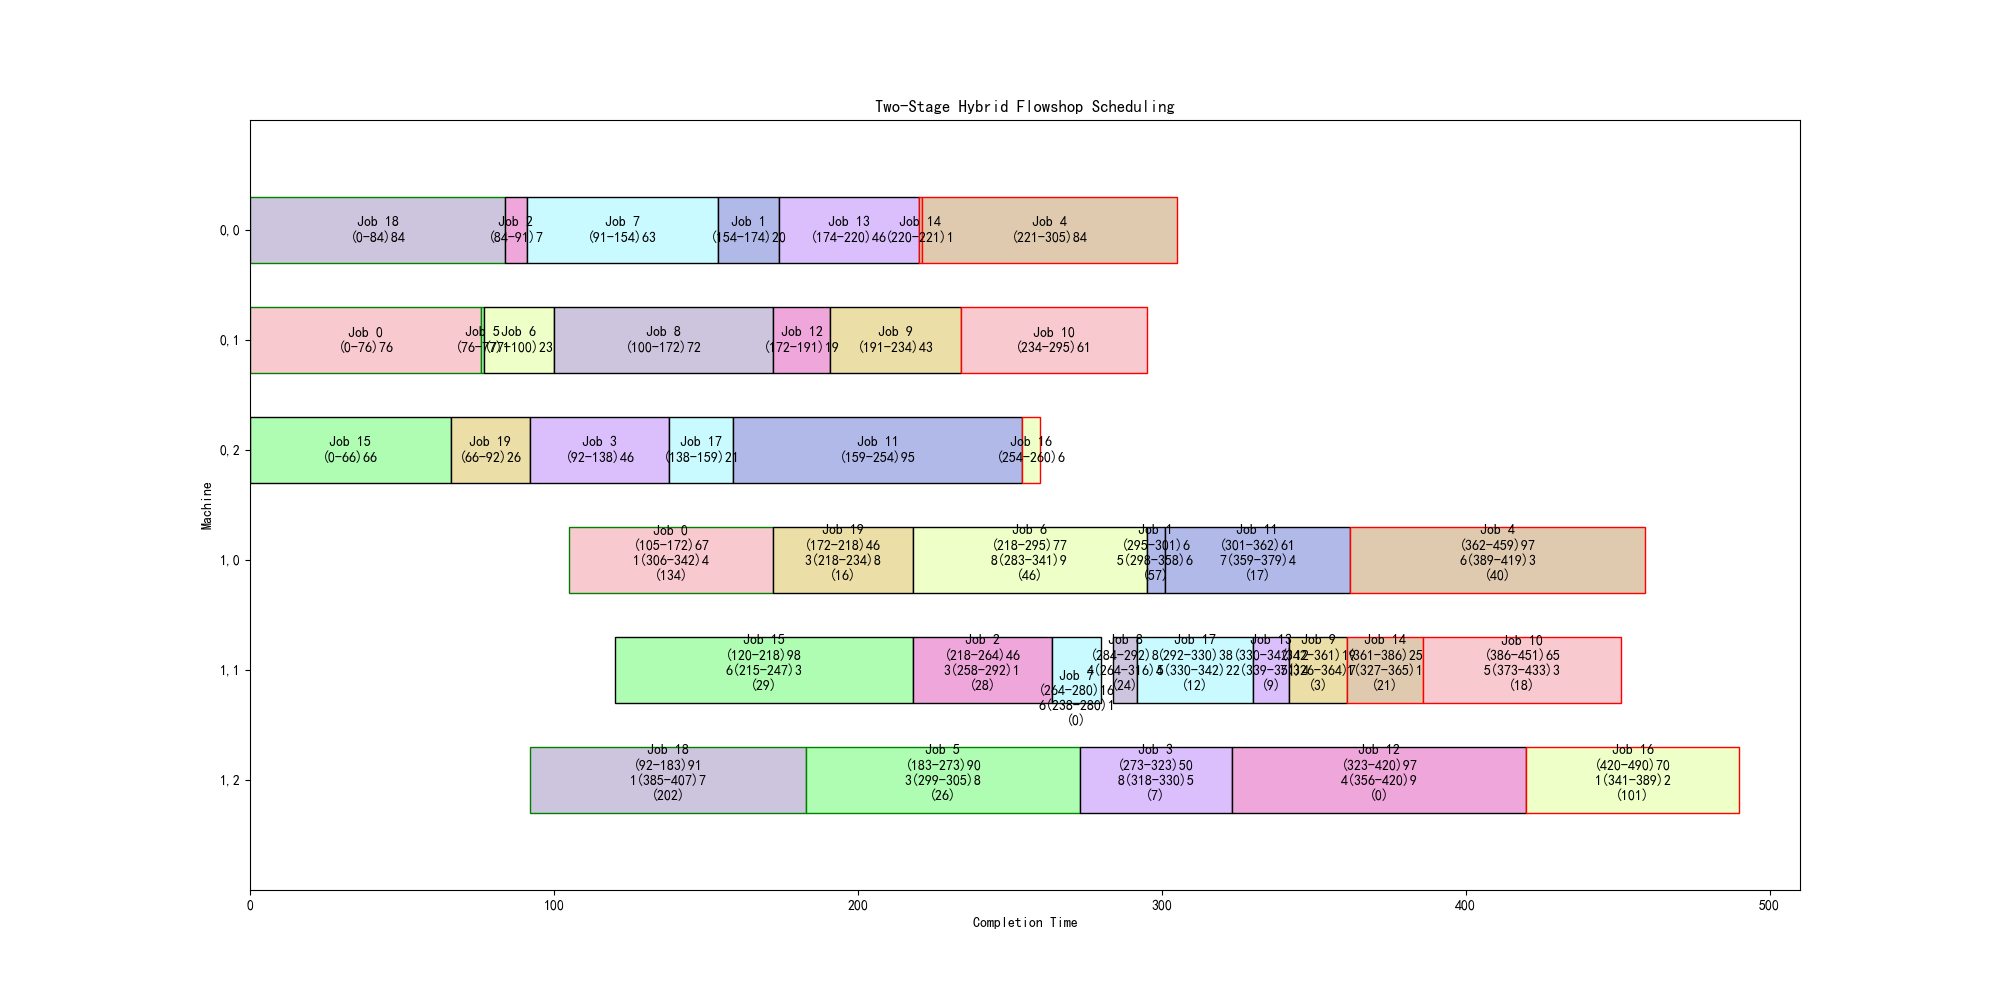 Two-Stage Hybrid Flowshop Scheduling
Machine
0,0
Job 18
(0-84)84
Job 2
(84-91)7
Job 7
(91-154)63
Job 1
(154-174)20
Job 13
(174-220)46
Job 14
(220-221)1
Job 4
(221-305)84
0,1
Job 0
(0-76)76
Job 5
(76-77)1
Job 6
(77-100)23
Job 8
(100-172)72
Job 12
(172-191)19
Job 9
(191-234)43
Job 10
(234-295)61
0,2
Job 15
(0-66)66
Job 19
(66-92)26
Job 3
(92-138)46
Job 17
(138-159)21
Job 11
(159-254)95
Job 16
(254-260)6
1,0
Job 0
(105-172)67
1(306-342)4
(134)
Job 19
(172-218)46
3(218-234)8
(16)
Job 6
(218-295)77
8(283-341)9
(46)
Job 1
(295-301)6
5(298-358)6
(57)
Job 11
(301-362)61
7(359-379)4
(17)
Job 4
(362-459)97
6(389-419)3
(40)
1,1
Job 15
(120-218)98
6(215-247)3
(29)
Job 2
(218-264)46
3(258-292)1
(28)
Job 7
(264-280)16
6(238-280)1
(0)
Job 8
(284-292)8
4(264-316)4
(24)
Job 17
(292-330)38
5(330-342)22
(12)
Job 13
(330-342)12
(9)
Job 9
(342-361)19
(3)
Job 14
(361-386)25
7(327-365)1
(21)
Job 10
(386-451)65
5(373-433)3
(18)
1,2
Job 18
(92-183)91
1(385-407)7
(202)
Job 5
(183-273)90
3(299-305)8
(26)
Job 3
(273-323)50
8(318-330)5
(7)
Job 12
(323-420)97
4(356-420)9
(0)
Job 16
(420-490)70
1(341-389)2
(101)
0 100 200 300 400 500
Completion Time